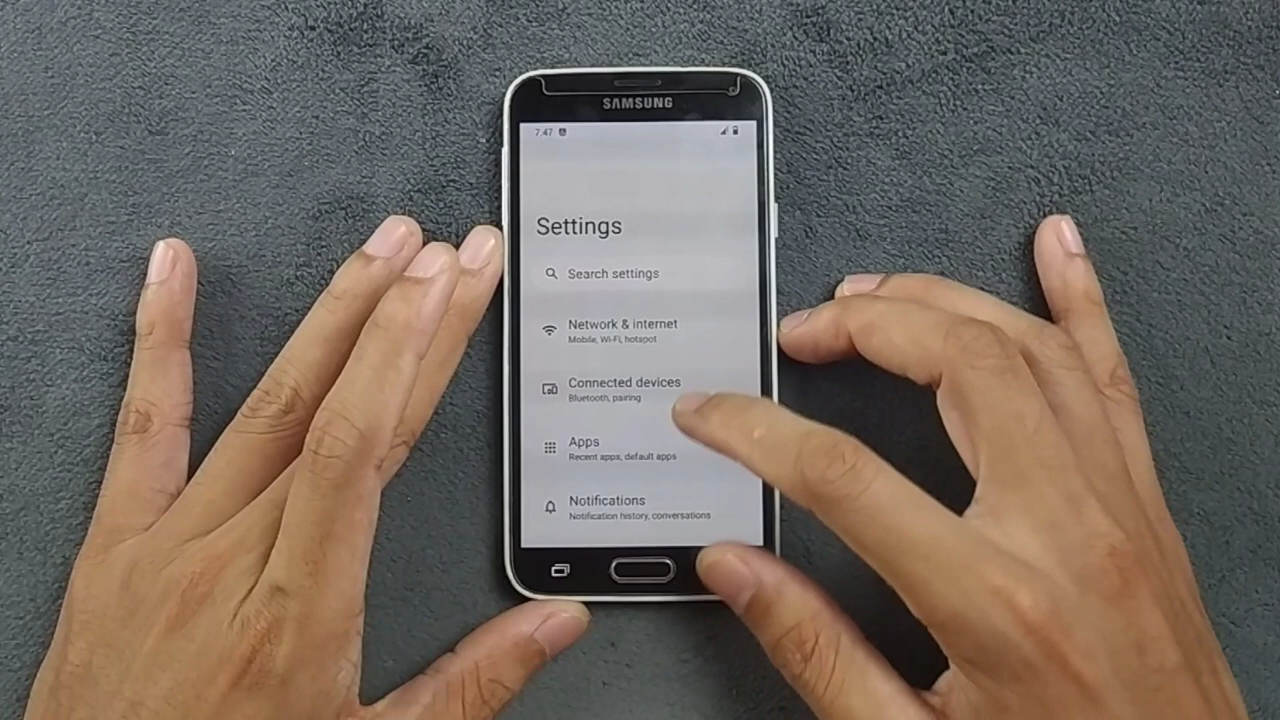 SAMSUNG
7:47
Settings
Search settings
Network & internet
Mobile, Wi-Fi, hotspot
Connected devices
Bluetooth, pairing
Apps
Recent apps, default apps
Notifications
Notification history, conversations